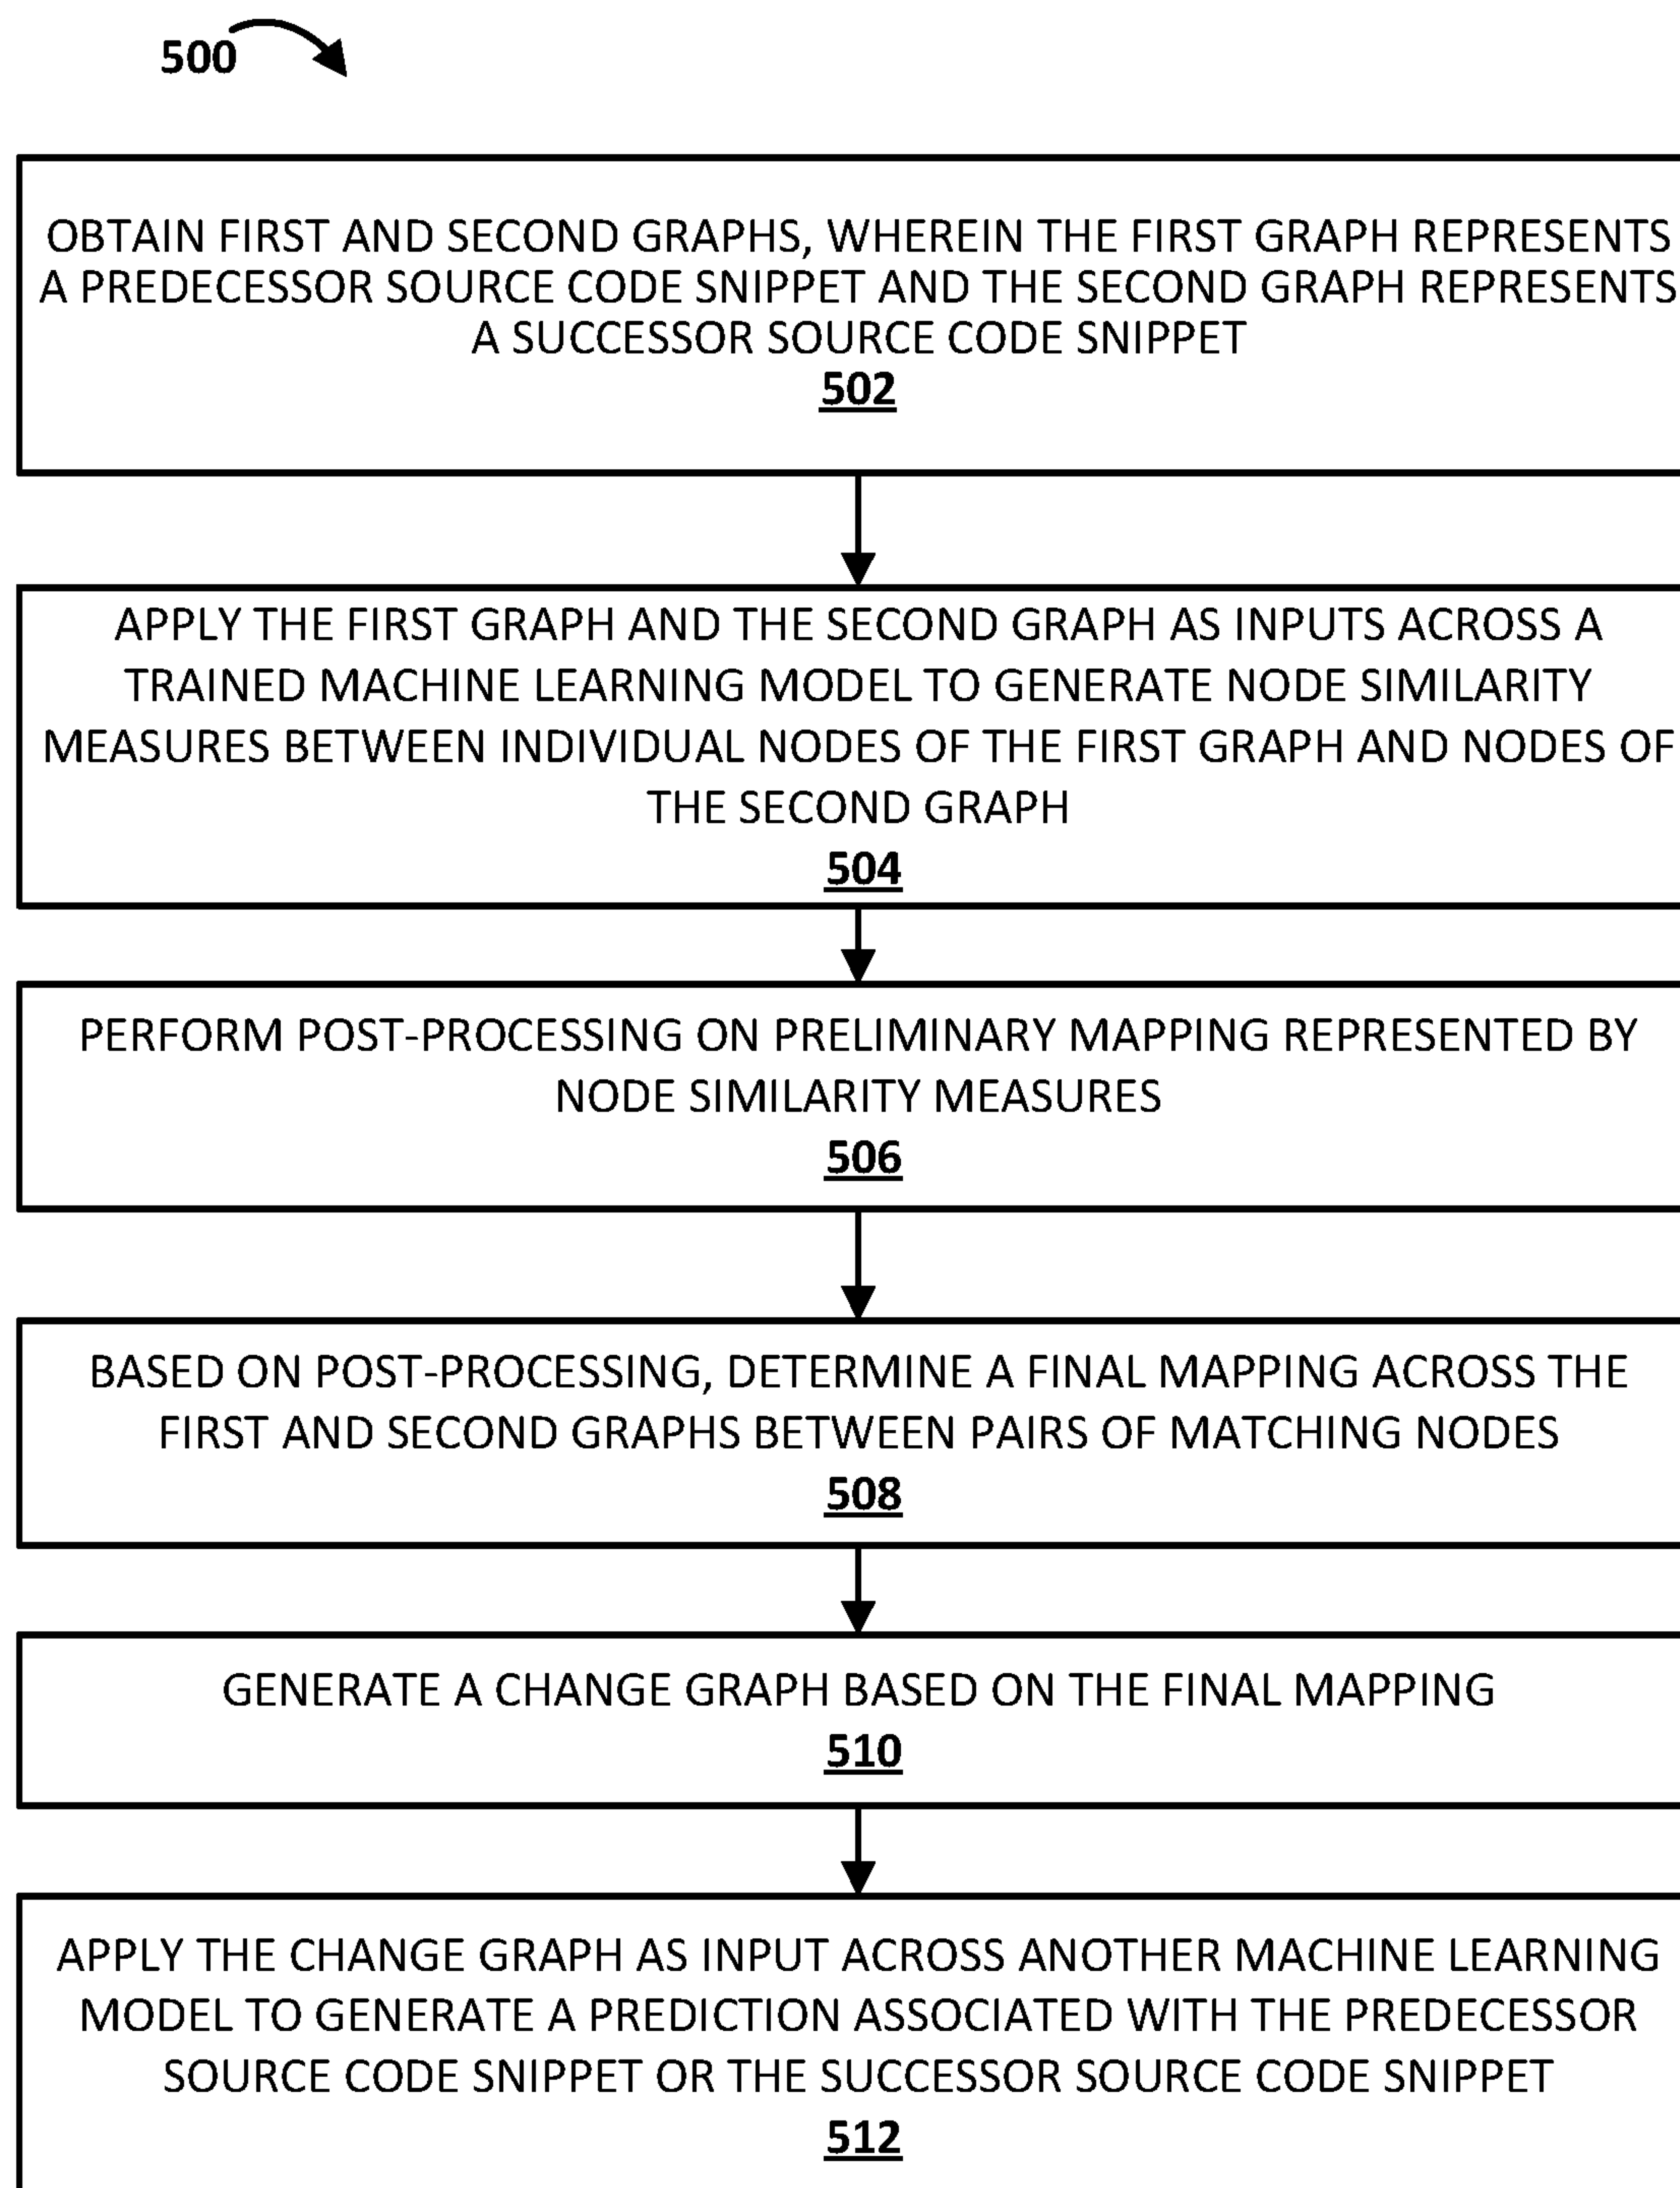 500
OBTAIN FIRST AND SECOND GRAPHS, WHEREIN THE FIRST GRAPH REPRESENTS
A PREDECESSOR SOURCE CODE SNIPPET AND THE SECOND GRAPH REPRESENTS
A SUCCESSOR SOURCE CODE SNIPPET
502
APPLY THE FIRST GRAPH AND THE SECOND GRAPH AS INPUTS ACROSS A
TRAINED MACHINE LEARNING MODEL TO GENERATE NODE SIMILARITY
MEASURES BETWEEN INDIVIDUAL NODES OF THE FIRST GRAPH AND NODES OF
THE SECOND GRAPH
504
PERFORM POST-PROCESSING ON PRELIMINARY MAPPING REPRESENTED BY
NODE SIMILARITY MEASURES
506
BASED ON POST-PROCESSING, DETERMINE A FINAL MAPPING ACROSS THE
FIRST AND SECOND GRAPHS BETWEEN PAIRS OF MATCHING NODES
508
GENERATE A CHANGE GRAPH BASED ON THE FINAL MAPPING
510
APPLY THE CHANGE GRAPH AS INPUT ACROSS ANOTHER MACHINE LEARNING
MODEL TO GENERATE A PREDICTION ASSOCIATED WITH THE PREDECESSOR
SOURCE CODE SNIPPET OR THE SUCCESSOR SOURCE CODE SNIPPET
512